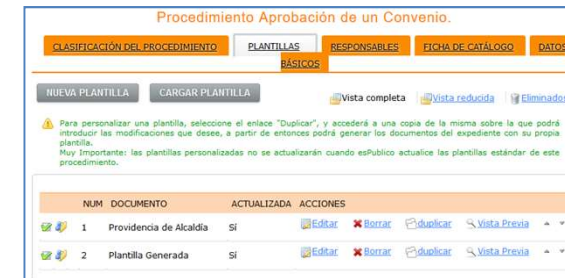 Procedimiento Aprobación de un Convenio.
CLASIFICACIÓN DEL PROCEDIMIENTO PLANTILLAS RESPONSABLES FICHA DE CATÁLOGO DATOS
BÁSICOS
NUEVA PLANTILLA CARGAR PLANTILLA Vista completa Vista reducida Eliminados
Para personalizar una plantilla, seleccione el enlace "Duplicar", y accederá a una copia de la misma sobre la que podrá
introducir las modificaciones que desee, a partir de entonces podrá generar los documentos del expediente con su propia
plantilla.
Muy Importante: las plantillas personalizadas no se actualizarán cuando esPublico actualice las plantillas estándar de este
procedimiento.
NUM DOCUMENTO ACTUALIZADA ACCIONES
1 Providencia de Alcaldía Sí Editar Borrar duplicar Vista Previa
2 Plantilla Generada Sí Editar Borrar duplicar Vista Previa